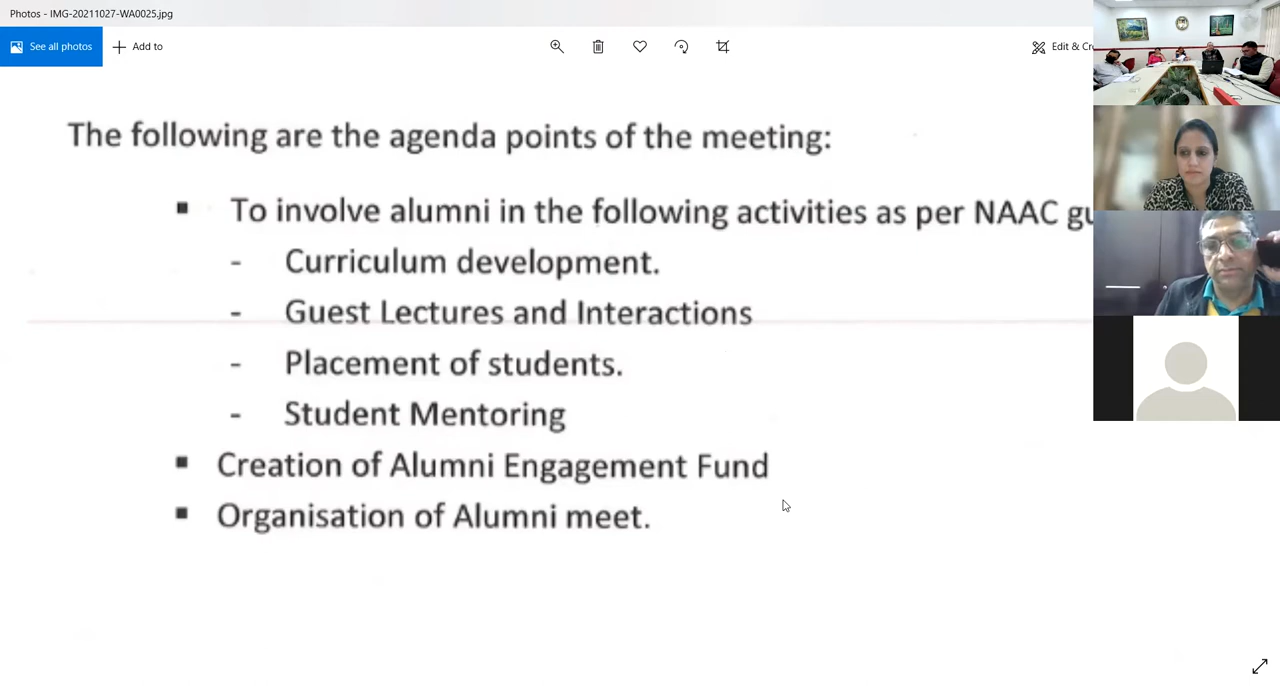 Photos - IMG-20211027-WA0025.jpg
See all photos
Add to
Edit &
The following are the agenda points of the meeting:
▪ To involve alumni in the following activities as per NAAC
- Curriculum development.
- Guest Lectures and Interactions
- Placement of students.
- Student Mentoring
▪ Creation of Alumni Engagement Fund
▪ Organisation of Alumni meet.